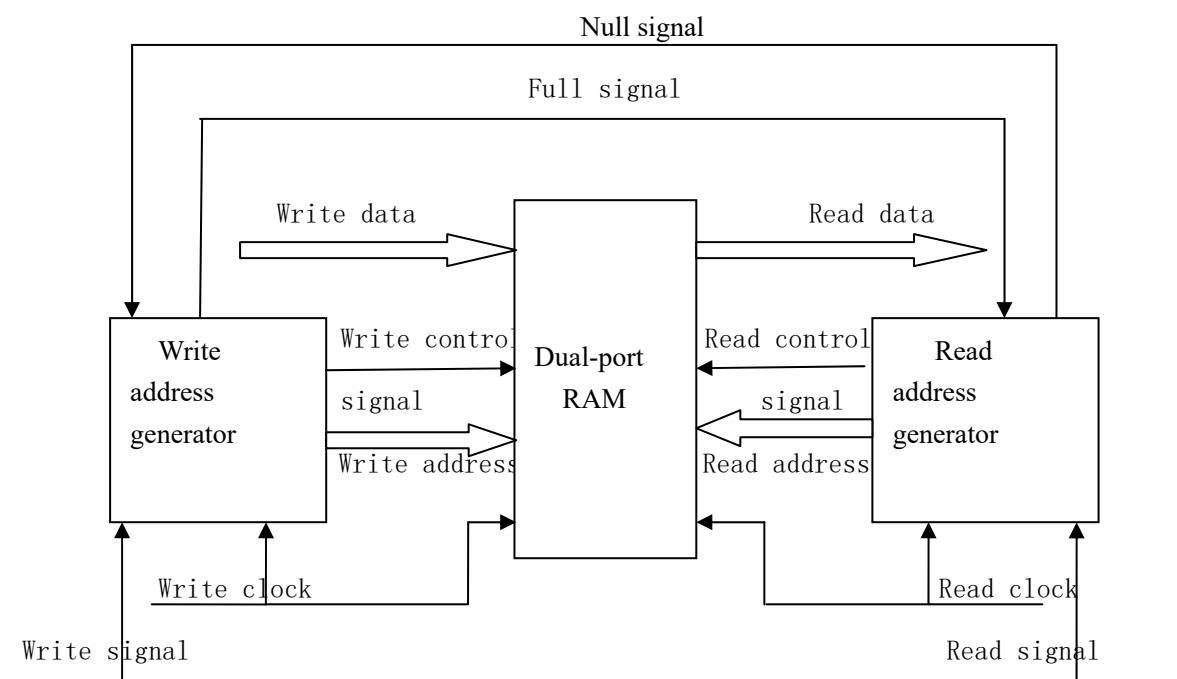 Null signal
Full signal
Write data
Read data
Write control
signal
Write address
Read control
signal
Read address
Write
address
generator
Dual-port
RAM
Read
address
generator
Write clock
Read clock
Write signal
Read signal